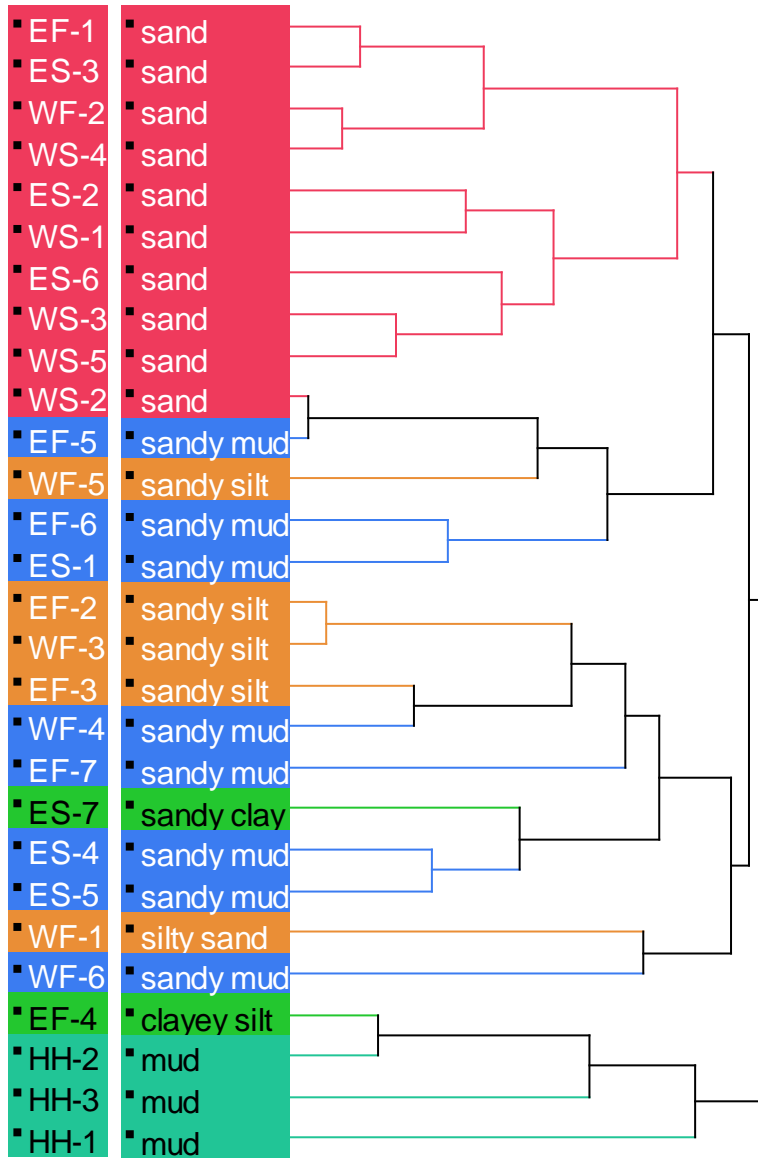 EF-1 sand
ES-3 sand
WF-2 sand
WS-4 sand
ES-2 sand
WS-1 sand
ES-6 sand
WS-3 sand
WS-5 sand
WS-2 sand
EF-5 sandy mud
WF-5 sandy silt
EF-6 sandy mud
ES-1 sandy mud
EF-2 sandy silt
WF-3 sandy silt
EF-3 sandy silt
WF-4 sandy mud
EF-7 sandy mud
ES-7 sandy clay
ES-4 sandy mud
ES-5 sandy mud
WF-1 silty sand
WF-6 sandy mud
EF-4 clayey silt
HH-2 mud
HH-3 mud
HH-1 mud